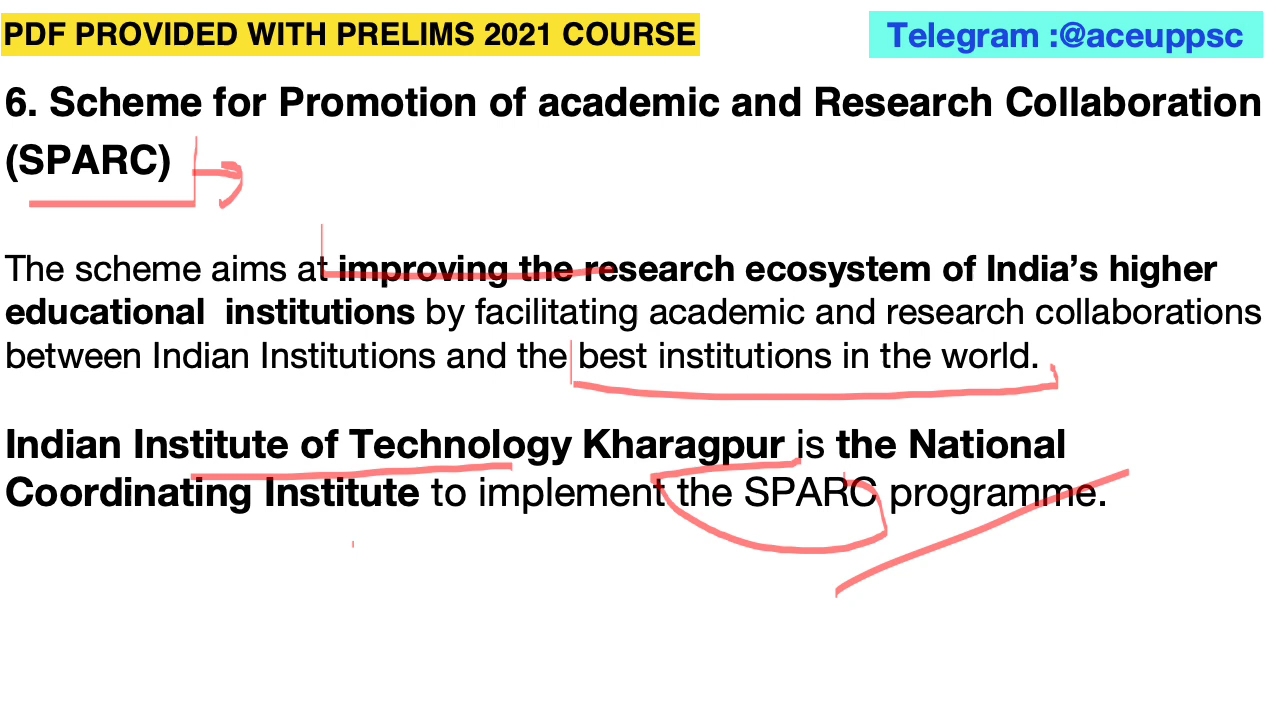 PDF PROVIDED WITH PRELIMS 2021 COURSE
Telegram :@aceuppsc
6. Scheme for Promotion of academic and Research Collaboration
(SPARC)
The scheme aims at improving the research ecosystem of India’s higher
educational  institutions by facilitating academic and research collaborations
between Indian Institutions and the best institutions in the world.
Indian Institute of Technology Kharagpur is the National
Coordinating Institute to implement the SPARC programme.